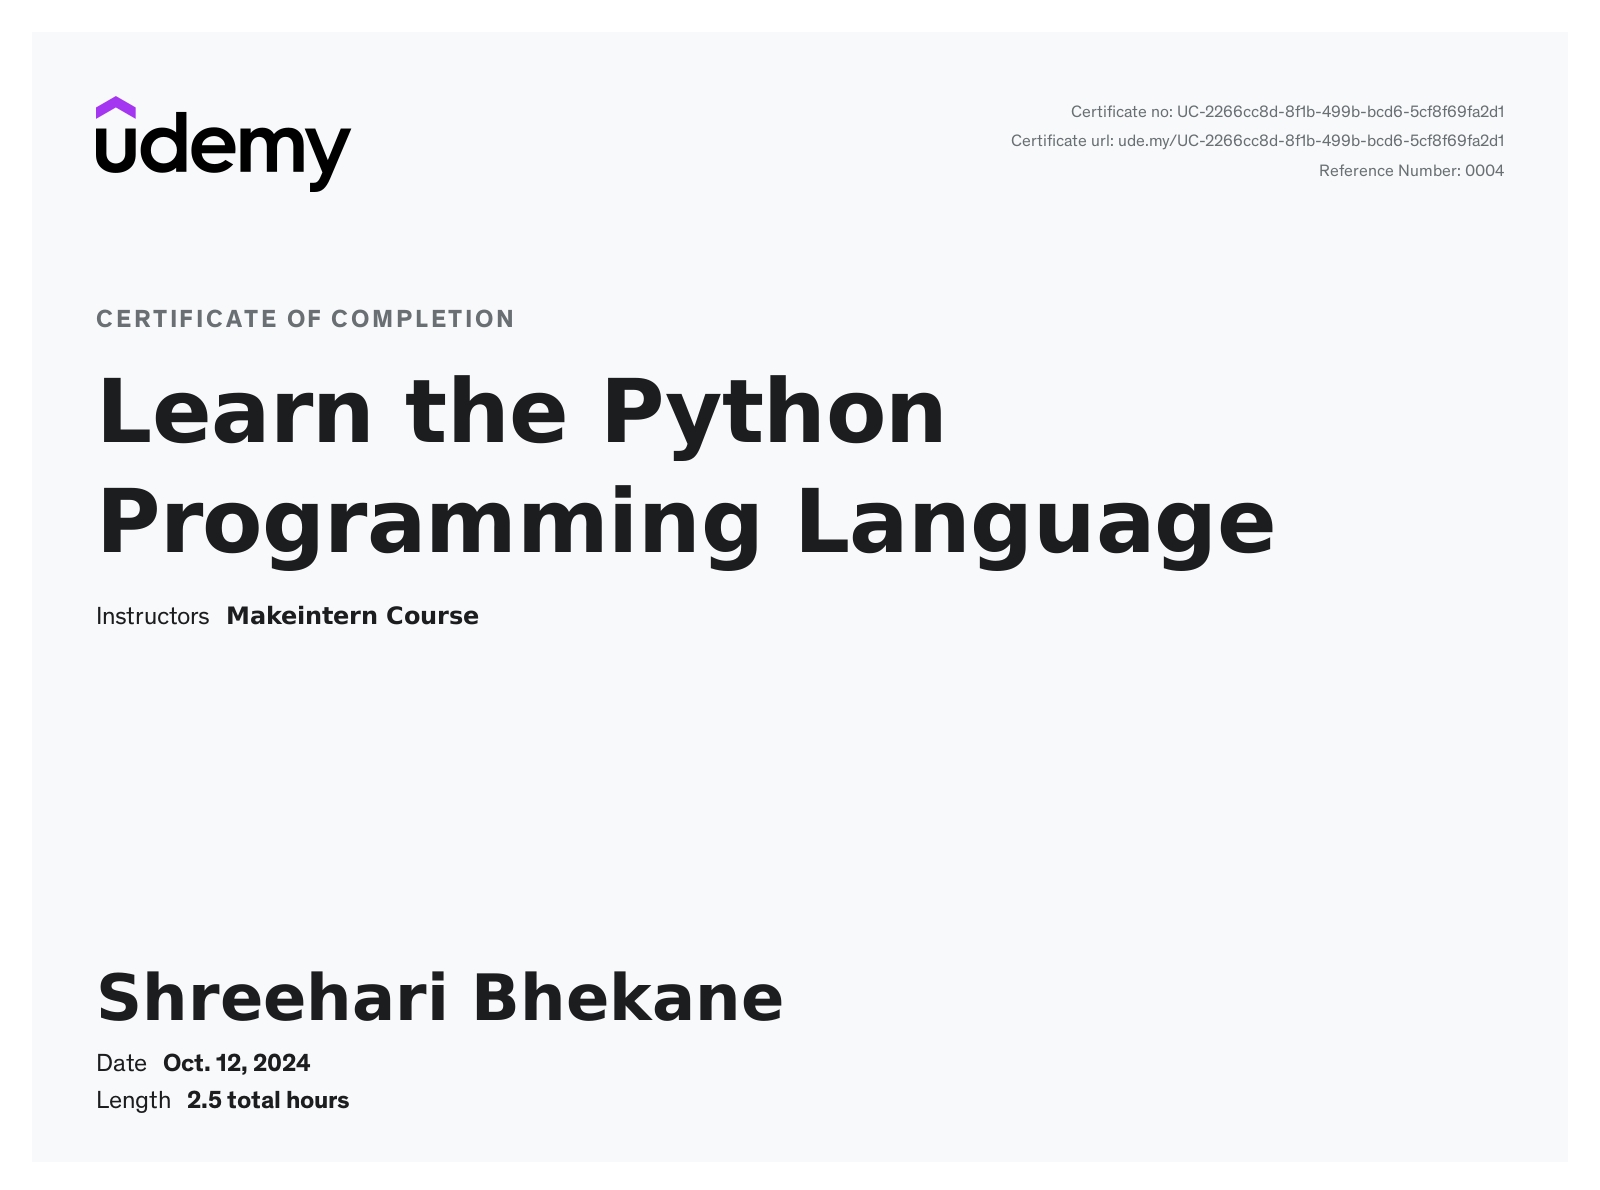 udemy
Certificate no: UC-2266cc8d-8f1b-499b-bcd6-5cf8f69fa2d1
Certificate url: ude.my/UC-2266cc8d-8f1b-499b-bcd6-5cf8f69fa2d1
Reference Number: 0004
CERTIFICATE OF COMPLETION
Learn the Python
Programming Language
Instructors Makeintern Course
Shreehari Bhekane
Date Oct. 12, 2024
Length 2.5 total hours